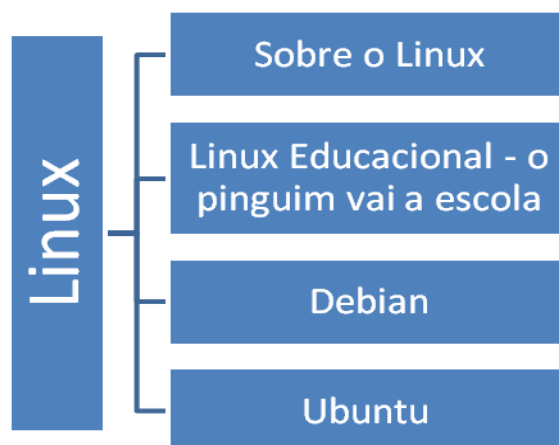 Linux
Sobre o Linux
Linux Educacional - o
pinguim vai a escola
Debian
Ubuntu